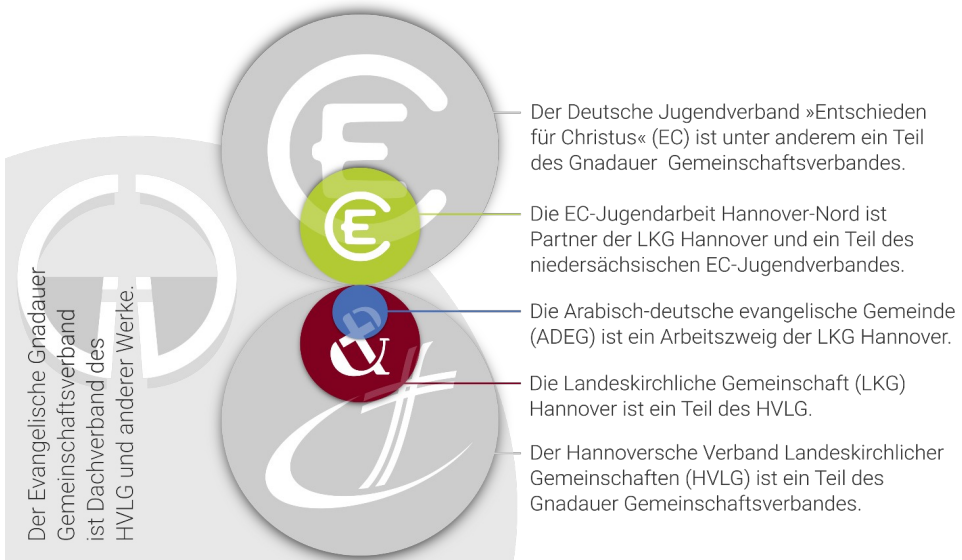 Der Deutsche Jugendverband »Entschieden
für Christus« (EC) ist unter anderem ein Teil
des Gnadauer Gemeinschaftsverbandes.
Die EC-Jugendarbeit Hannover-Nord ist
Partner der LKG Hannover und ein Teil des
niedersächsischen EC-Jugendverbandes.
Die Arabisch-deutsche evangelische Gemeinde
(ADEG) ist ein Arbeitszweig der LKG Hannover.
Die Landeskirchliche Gemeinschaft (LKG)
Hannover ist ein Teil des HVLG.
Der Hannoversche Verband Landeskirchlicher
Gemeinschaften (HVLG) ist ein Teil des
Gnadauer Gemeinschaftsverbandes.
Der Evangelische Gnadauer
Gemeinschaftsverband
ist Dachverband des
HVLG und anderer Werke.
EC
EC
&